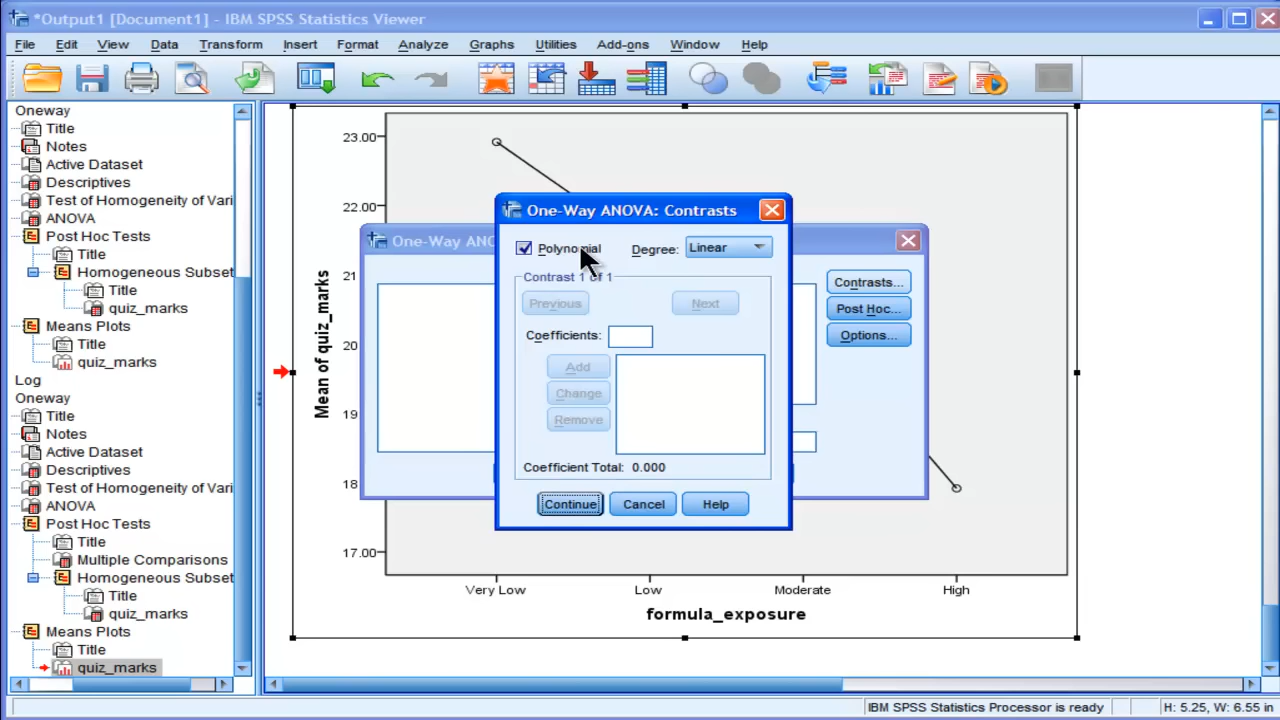 *Output1 [Document1] - IBM SPSS Statistics Viewer
File Edit View Data Transform Insert Format Analyze Graphs Utilities Add-ons Window Help
Oneway
Title
Notes
Active Dataset
Descriptives
Test of Homogeneity of Vari
ANOVA
Post Hoc Tests
Title
Homogeneous Subset
Title
quiz_marks
Means Plots
Title
quiz_marks
Log
Oneway
Title
Notes
Active Dataset
Descriptives
Test of Homogeneity of Vari
ANOVA
Post Hoc Tests
Title
Multiple Comparisons
Homogeneous Subset
Title
quiz_marks
Means Plots
Title
quiz_marks
Mean of quiz_marks
23.00
22.00
21
20
19
18
17.00
Very Low Low Moderate High
formula_exposure
One-Way ANO
Contrasts...
Post Hoc...
Options...
One-Way ANOVA: Contrasts
Polynomial Degree: Linear
Contrast 1 of 1
Previous Next
Coefficients:
Add
Change
Remove
Coefficient Total: 0.000
Continue Cancel Help
IBM SPSS Statistics Processor is ready H: 5.25, W: 6.55 in